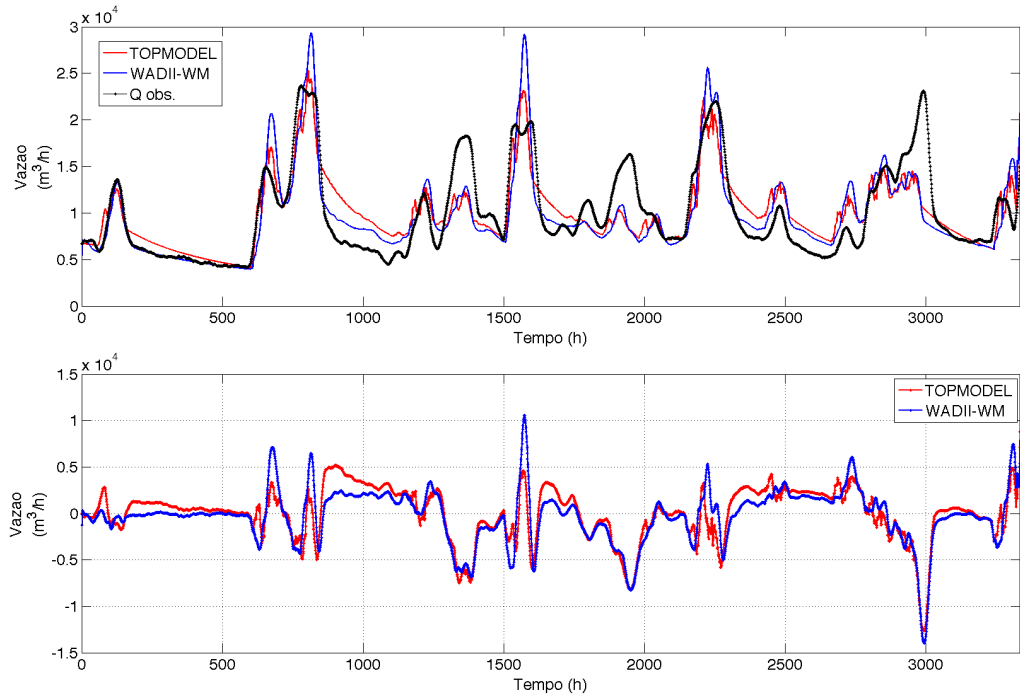 x 10^4
3
2.5
2
1.5
1
0.5
0
Vazao
(m^3/h)
TOPMODEL
WADII-WM
Q obs.
0 500 1000 1500 2000 2500 3000
Tempo (h)
x 10^4
1.5
1
0.5
0
-0.5
-1
-1.5
Vazao
(m^3/h)
TOPMODEL
WADII-WM
0 500 1000 1500 2000 2500 3000
Tempo (h)